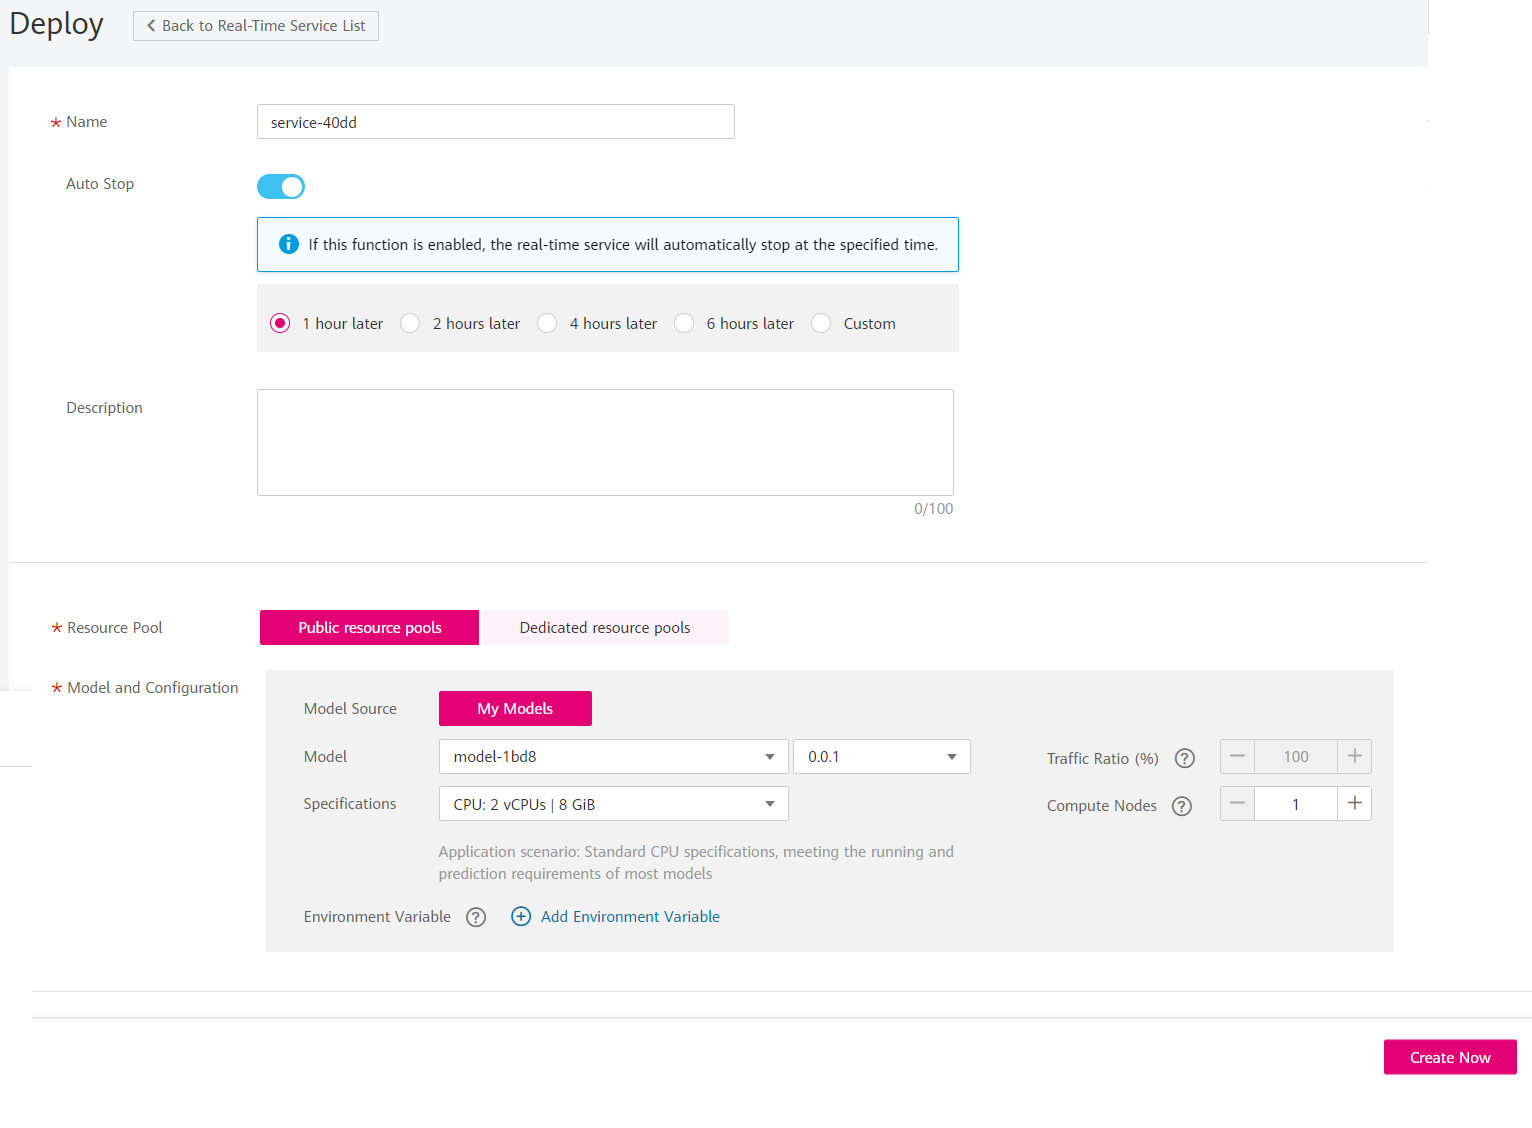 Deploy
Back to Real-Time Service List
* Name
service-40dd
Auto Stop
If this function is enabled, the real-time service will automatically stop at the specified time.
1 hour later 2 hours later 4 hours later 6 hours later Custom
Description
0/100
* Resource Pool
Public resource pools
Dedicated resource pools
* Model and Configuration
Model Source
My Models
Model
model-1bd8
0.0.1
Traffic Ratio (%) ?
− 100 +
Specifications
CPU: 2 vCPUs | 8 GiB
Compute Nodes ?
− 1 +
Application scenario: Standard CPU specifications, meeting the running and
prediction requirements of most models
Environment Variable ?
+ Add Environment Variable
Create Now